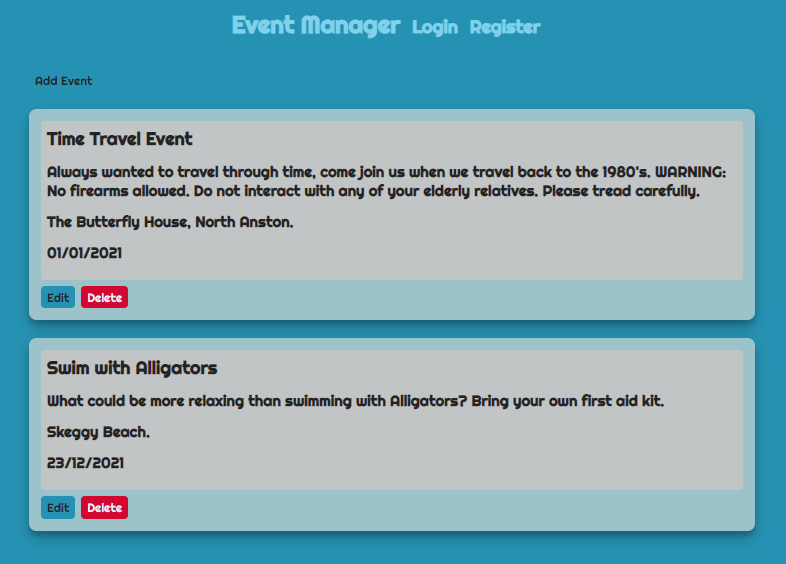 Event Manager Login Register
Add Event
Time Travel Event
Always wanted to travel through time, come join us when we travel back to the 1980's. WARNING:
No firearms allowed. Do not interact with any of your elderly relatives. Please tread carefully.
The Butterfly House, North Anston.
01/01/2021
Edit Delete
Swim with Alligators
What could be more relaxing than swimming with Alligators? Bring your own first aid kit.
Skeggy Beach.
23/12/2021
Edit Delete